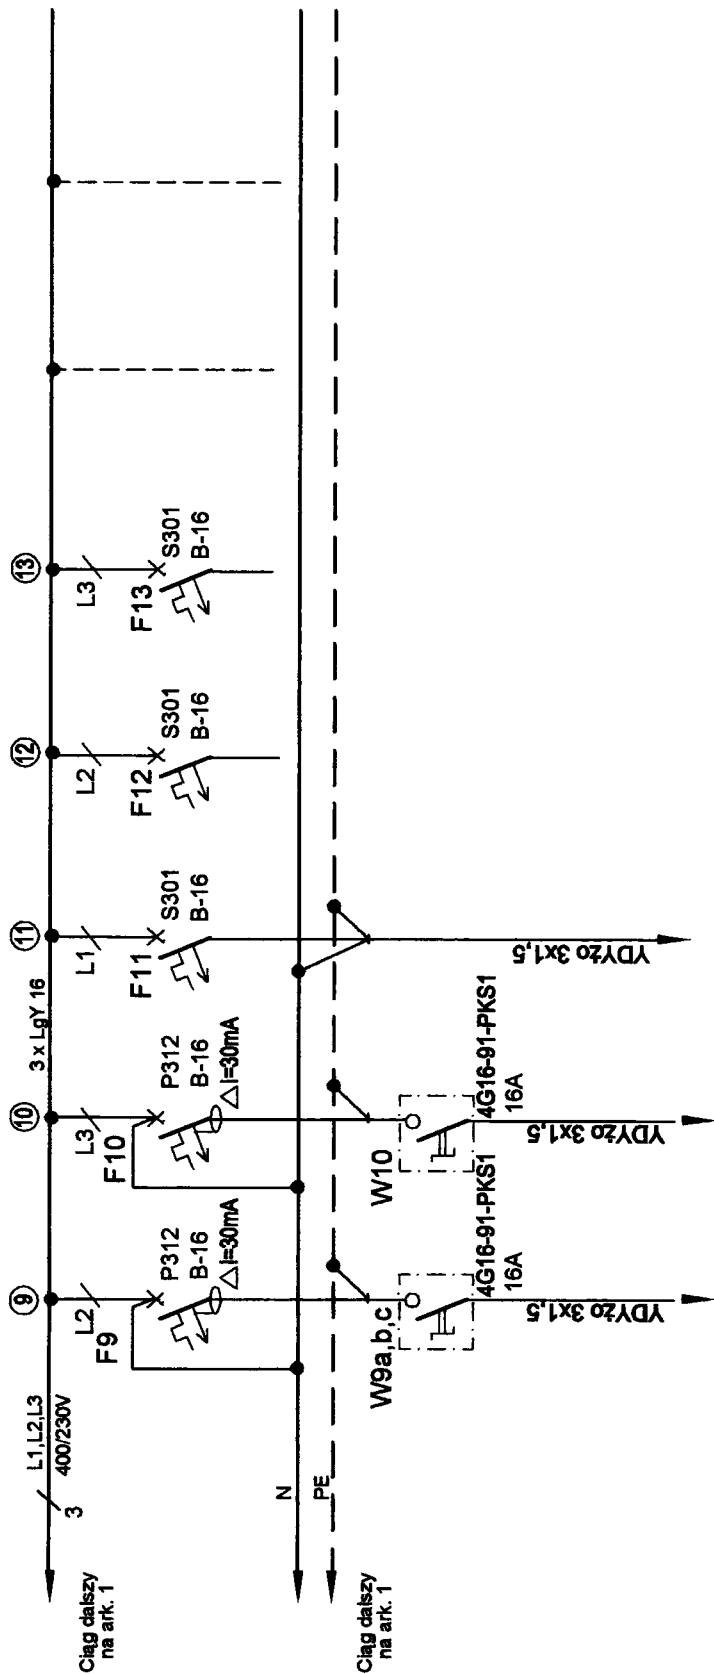 Ciąg dalszy
na ark. 1
3
L1,L2,L3
400/230V
3 x LgY 16
N
PE
Ciąg dalszy
na ark. 1
9
L2
F9
P312
B-16
△I=30mA
W9a,b,c
4G16-91-PKS1
16A
YDYżo 3x1,5
10
L3
F10
P312
B-16
△I=30mA
W10
4G16-91-PKS1
16A
YDYżo 3x1,5
11
L1
F11
S301
B-16
YDYżo 3x1,5
12
L2
F12
S301
B-16
13
L3
F13
S301
B-16